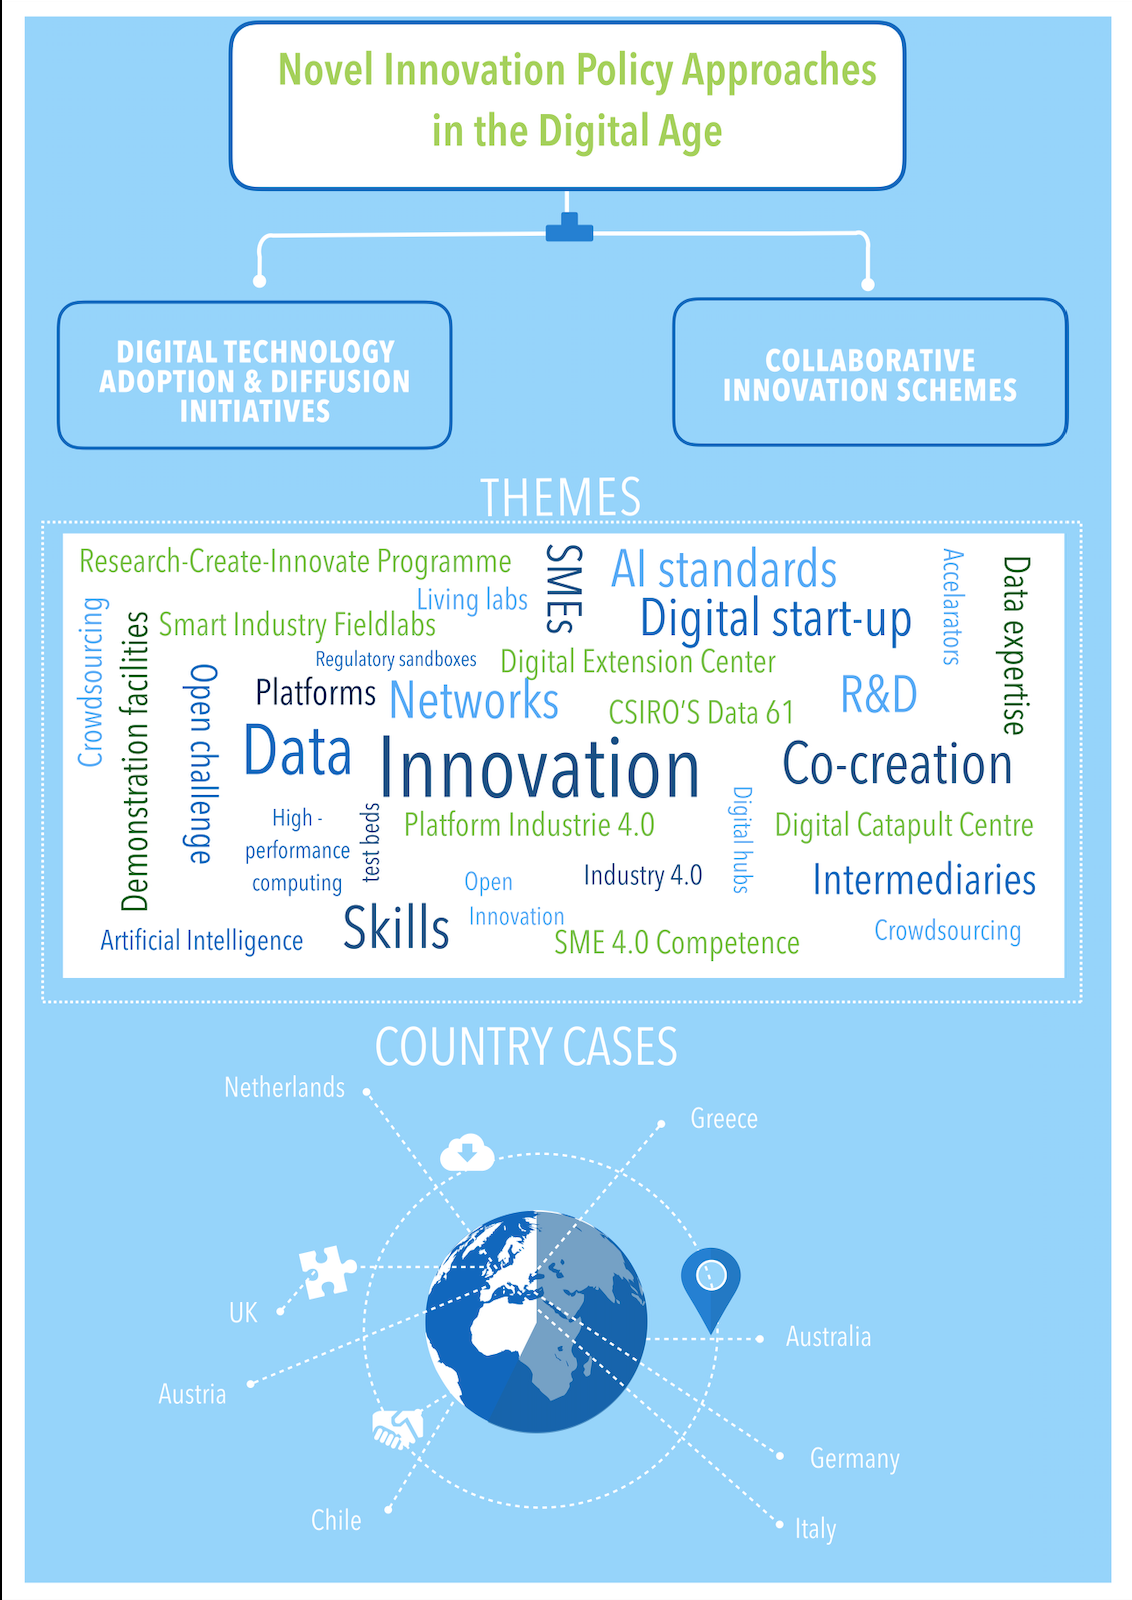 Novel Innovation Policy Approaches
in the Digital Age
DIGITAL TECHNOLOGY
ADOPTION & DIFFUSION
INITIATIVES
COLLABORATIVE
INNOVATION SCHEMES
THEMES
Research-Create-Innovate Programme
SMEs
AI standards
Accelarators
Data expertise
Living labs
Crowdsourcing
Demonstration facilities
Smart Industry Fieldlabs
Digital start-up
Regulatory sandboxes
Digital Extension Center
Open challenge
Platforms
Networks
CSIRO'S Data 61
R&D
Data
Innovation
Co-creation
High -
performance
computing
test beds
Platform Industrie 4.0
Digital hubs
Digital Catapult Centre
Open
Innovation
Industry 4.0
Intermediaries
Artificial Intelligence
Skills
SME 4.0 Competence
Crowdsourcing
COUNTRY CASES
Netherlands
Greece
UK
Australia
Austria
Germany
Chile
Italy